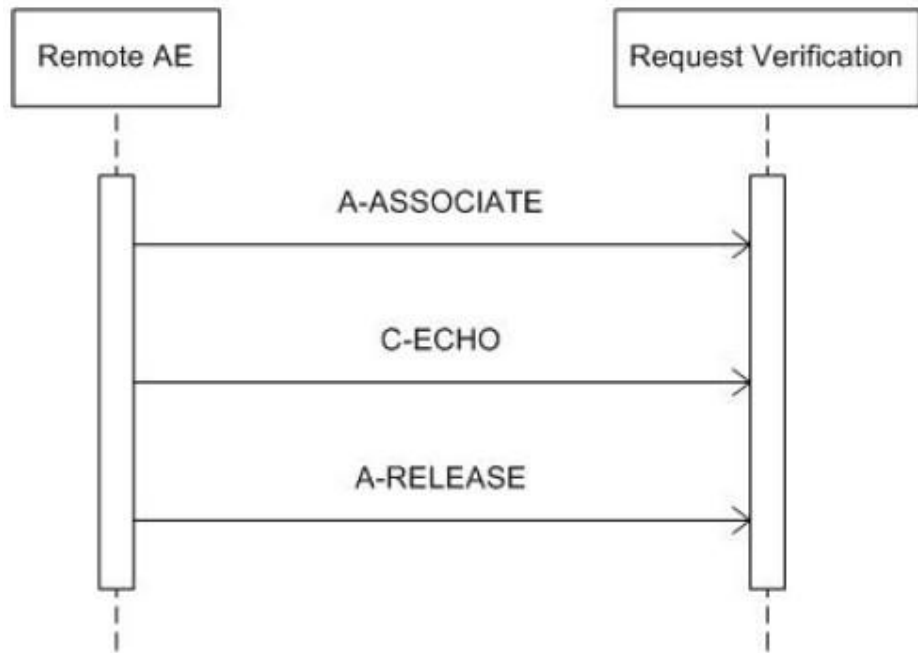 Remote AE
Request Verification
A-ASSOCIATE
C-ECHO
A-RELEASE